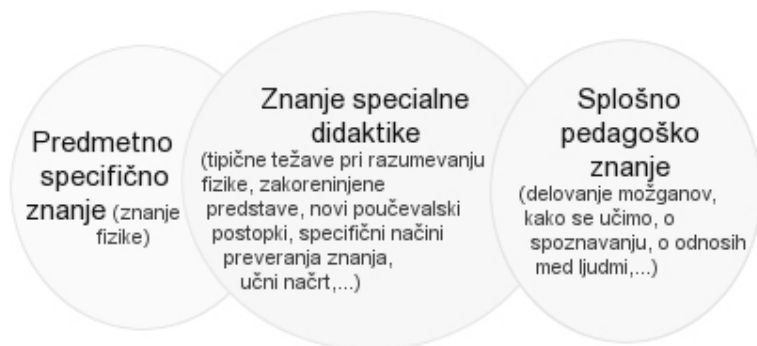 Predmetno
specifično
znanje (znanje
fizike)
Znanje specialne
didaktike
(tipične težave pri razumevanju
fizike, zakoreninjene
predstave, novi poučevalski
postopki, specifični načini
preveranja znanja,
učni načrt,...)
Splošno
pedagoško
znanje
(delovanje možganov,
kako se učimo, o
spoznavanju, o odnosih
med ljudmi,...)